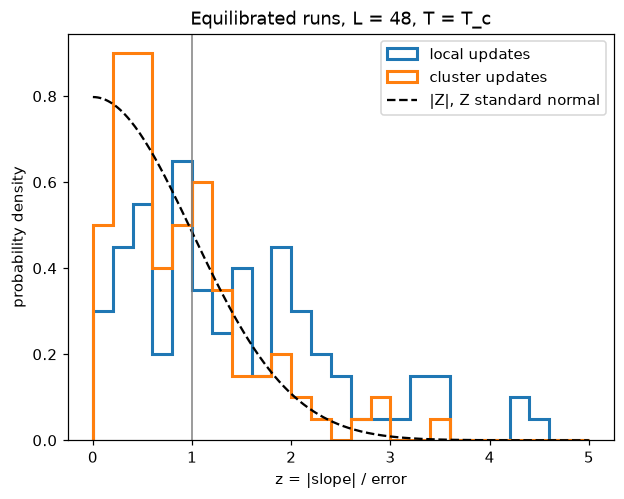 Equilibrated runs, L = 48, T = T_c
local updates
cluster updates
|Z|, Z standard normal
probability density
0.8
0.6
0.4
0.2
0.0
0 1 2 3 4 5
z = |slope| / error